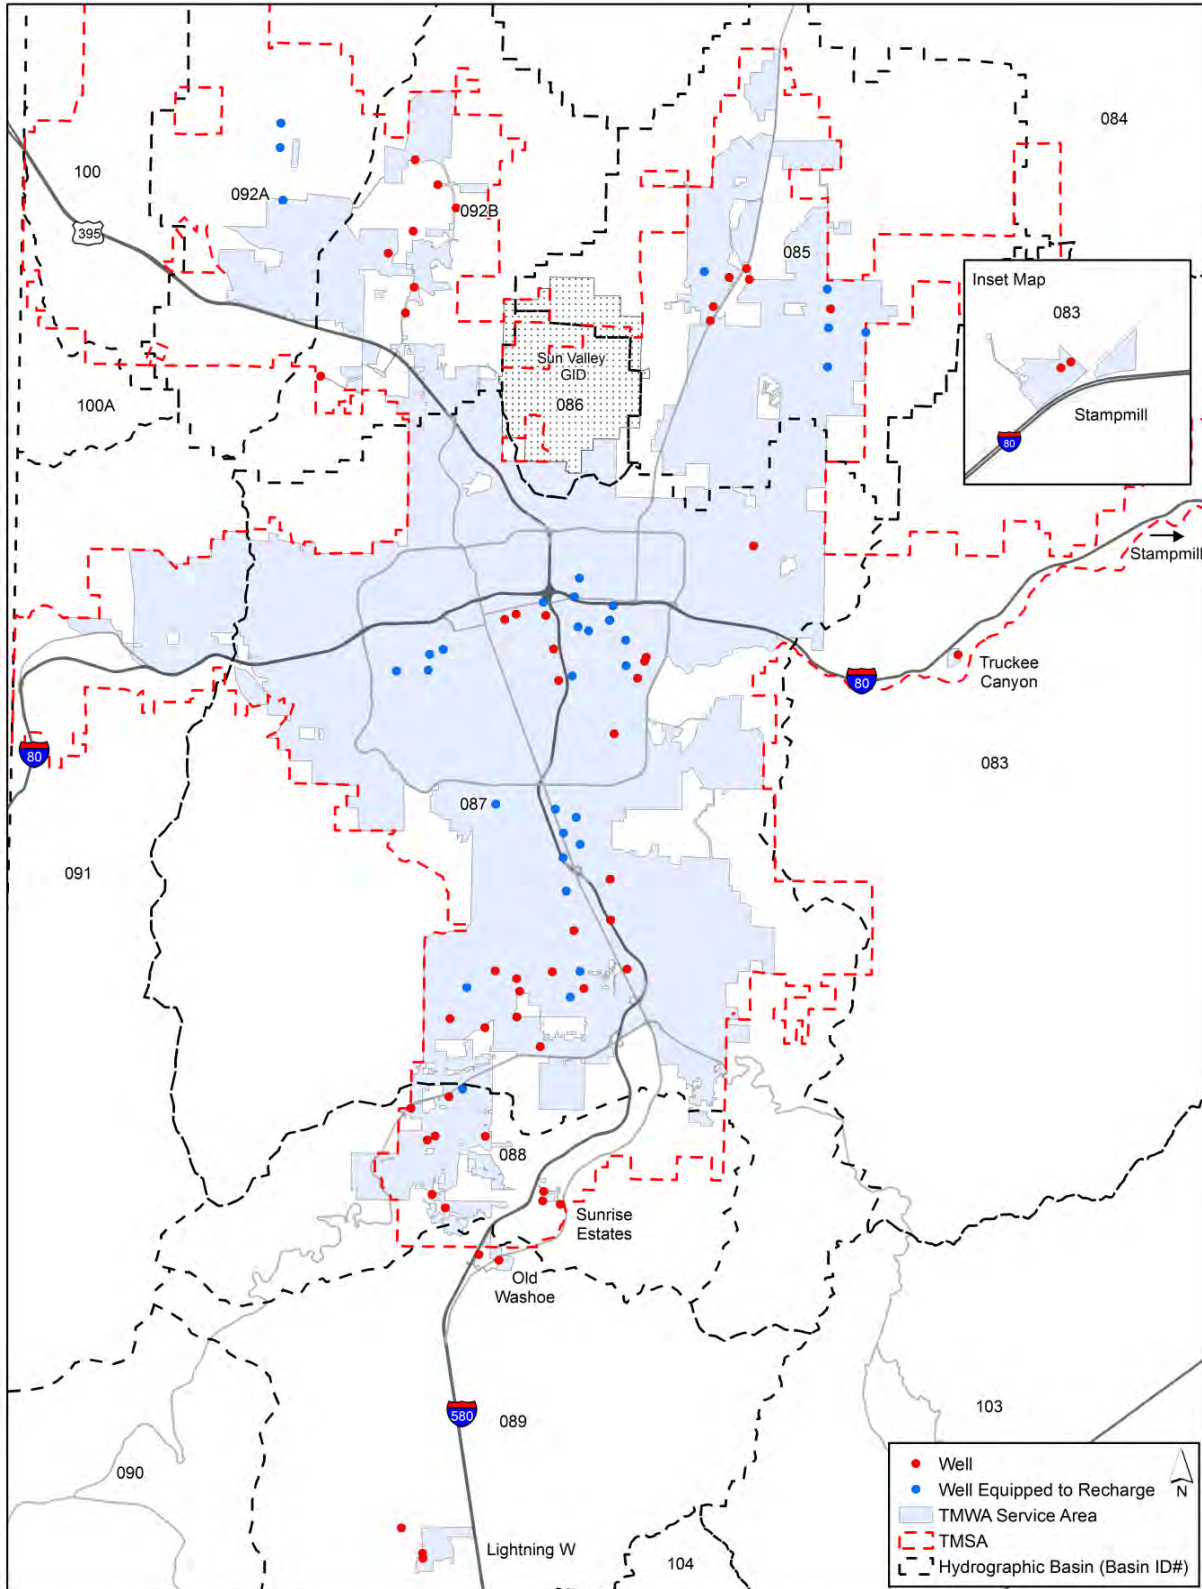 084
100
092A
092B
395
085
Inset Map
083
Stampmill
80
Sun Valley
GID
086
100A
Stampmill
Truckee
Canyon
80
80
083
087
091
088
Sunrise
Estates
Old
Washoe
580
089
103
090
Lightning W
104
Well
Well Equipped to Recharge
TMWA Service Area
TMSA
Hydrographic Basin (Basin ID#)
N